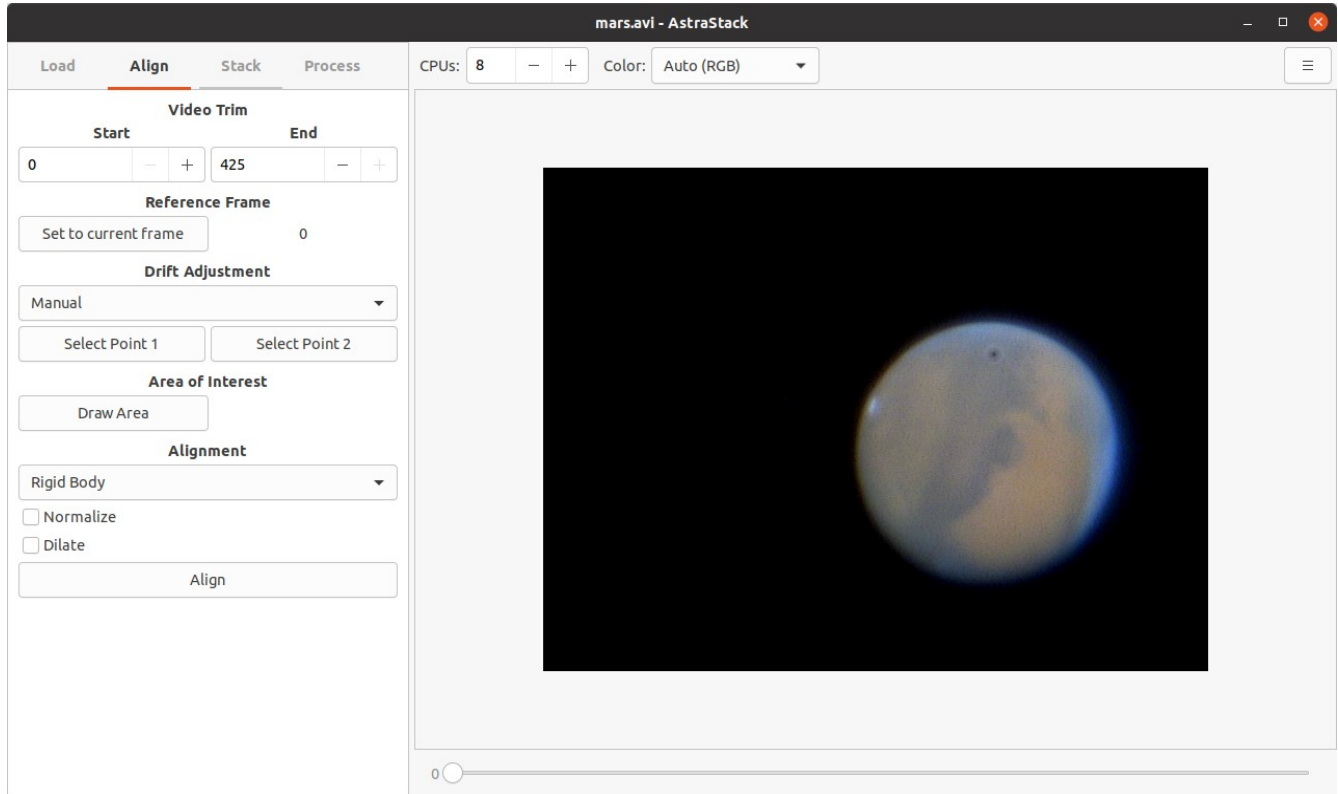 mars.avi - AstraStack
Load Align Stack Process
CPUs: 8 − + Color: Auto (RGB)
Video Trim
Start End
0 − + 425 − +
Reference Frame
Set to current frame 0
Drift Adjustment
Manual
Select Point 1 Select Point 2
Area of Interest
Draw Area
Alignment
Rigid Body
Normalize
Dilate
Align
0